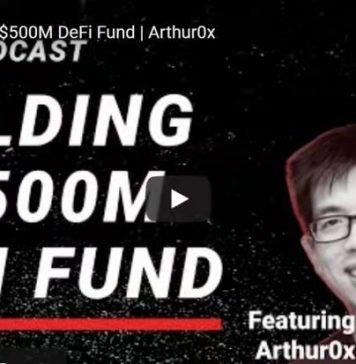 $500M DeFi Fund | Arthur0x
DCAST
LDING
500M
I FUND
Featuring
Arthur0x